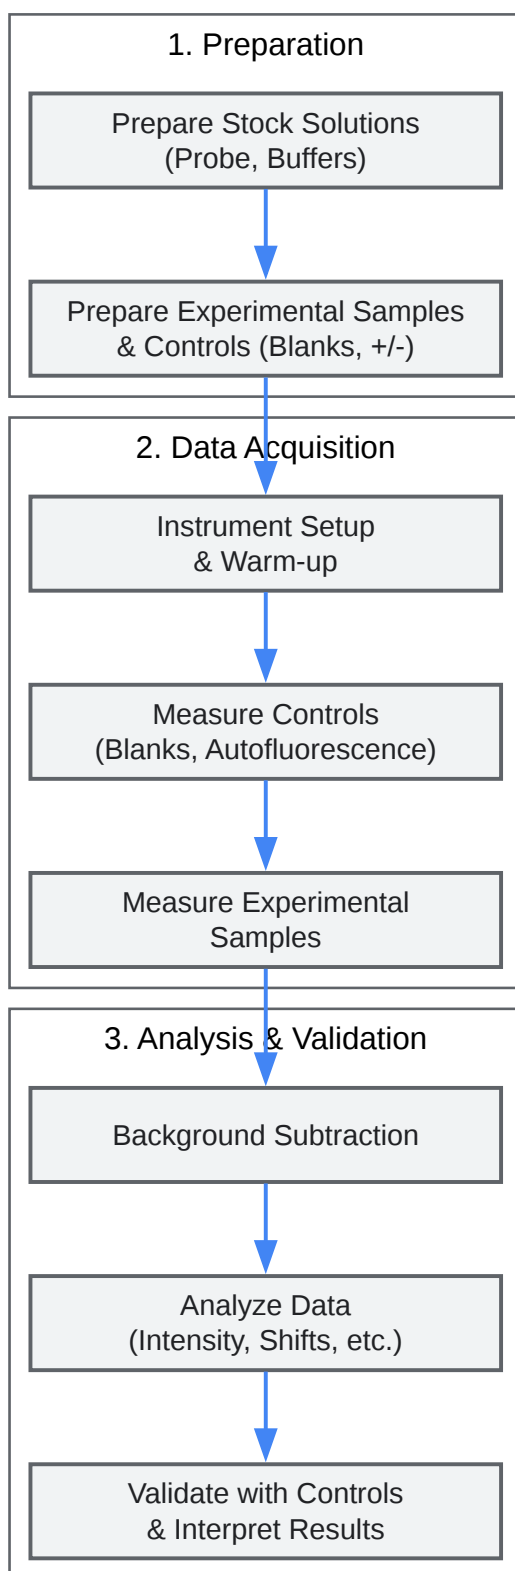 1. Preparation
Prepare Stock Solutions
(Probe, Buffers)
Prepare Experimental Samples
& Controls (Blanks, +/-)
2. Data Acquisition
Instrument Setup
& Warm-up
Measure Controls
(Blanks, Autofluorescence)
Measure Experimental
Samples
3. Analysis & Validation
Background Subtraction
Analyze Data
(Intensity, Shifts, etc.)
Validate with Controls
& Interpret Results